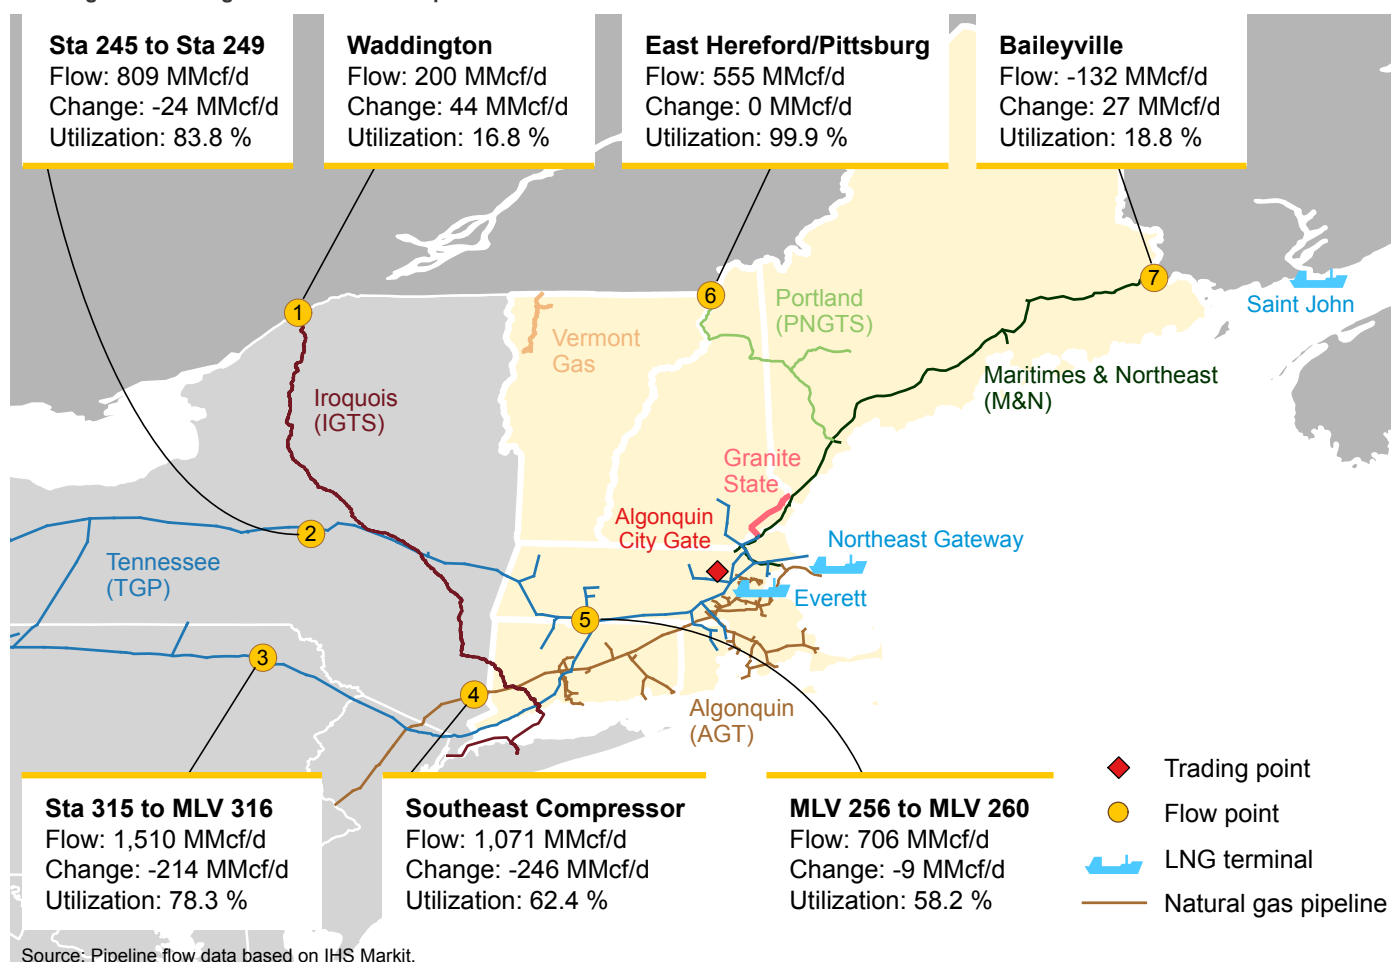 Sta 245 to Sta 249
Flow: 809 MMcf/d
Change: -24 MMcf/d
Utilization: 83.8 %
Waddington
Flow: 200 MMcf/d
Change: 44 MMcf/d
Utilization: 16.8 %
East Hereford/Pittsburg
Flow: 555 MMcf/d
Change: 0 MMcf/d
Utilization: 99.9 %
Baileyville
Flow: -132 MMcf/d
Change: 27 MMcf/d
Utilization: 18.8 %
1
6
7
Portland
(PNGTS)
Saint John
Vermont
Gas
Maritimes & Northeast
(M&N)
Iroquois
(IGTS)
Granite
State
Algonquin
City Gate
2
Northeast Gateway
Tennessee
(TGP)
Everett
5
3
4
Algonquin
(AGT)
Sta 315 to MLV 316
Flow: 1,510 MMcf/d
Change: -214 MMcf/d
Utilization: 78.3 %
Southeast Compressor
Flow: 1,071 MMcf/d
Change: -246 MMcf/d
Utilization: 62.4 %
MLV 256 to MLV 260
Flow: 706 MMcf/d
Change: -9 MMcf/d
Utilization: 58.2 %
Trading point
Flow point
LNG terminal
Natural gas pipeline
Source: Pipeline flow data based on IHS Markit.